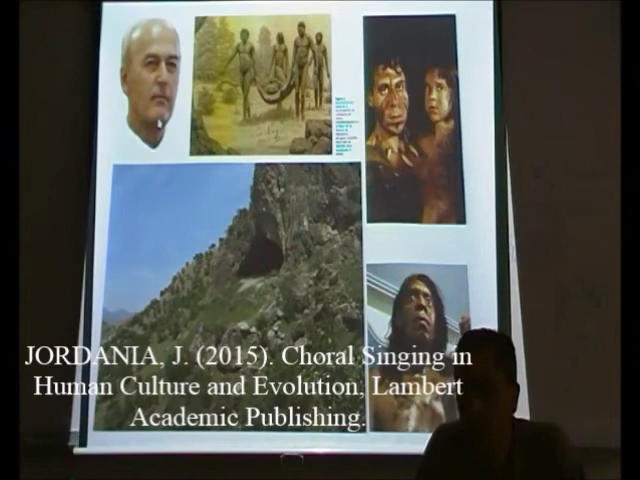 JORDANIA, J. (2015). Choral Singing in
Human Culture and Evolution, Lambert
Academic Publishing.